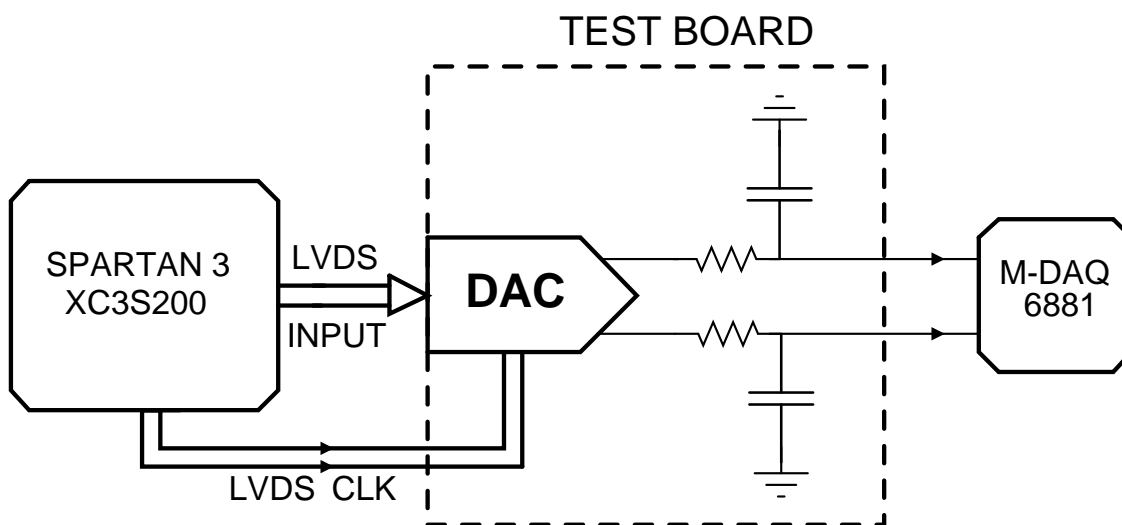 TEST BOARD
SPARTAN 3
XC3S200
LVDS
INPUT
DAC
M-DAQ
6881
LVDS CLK